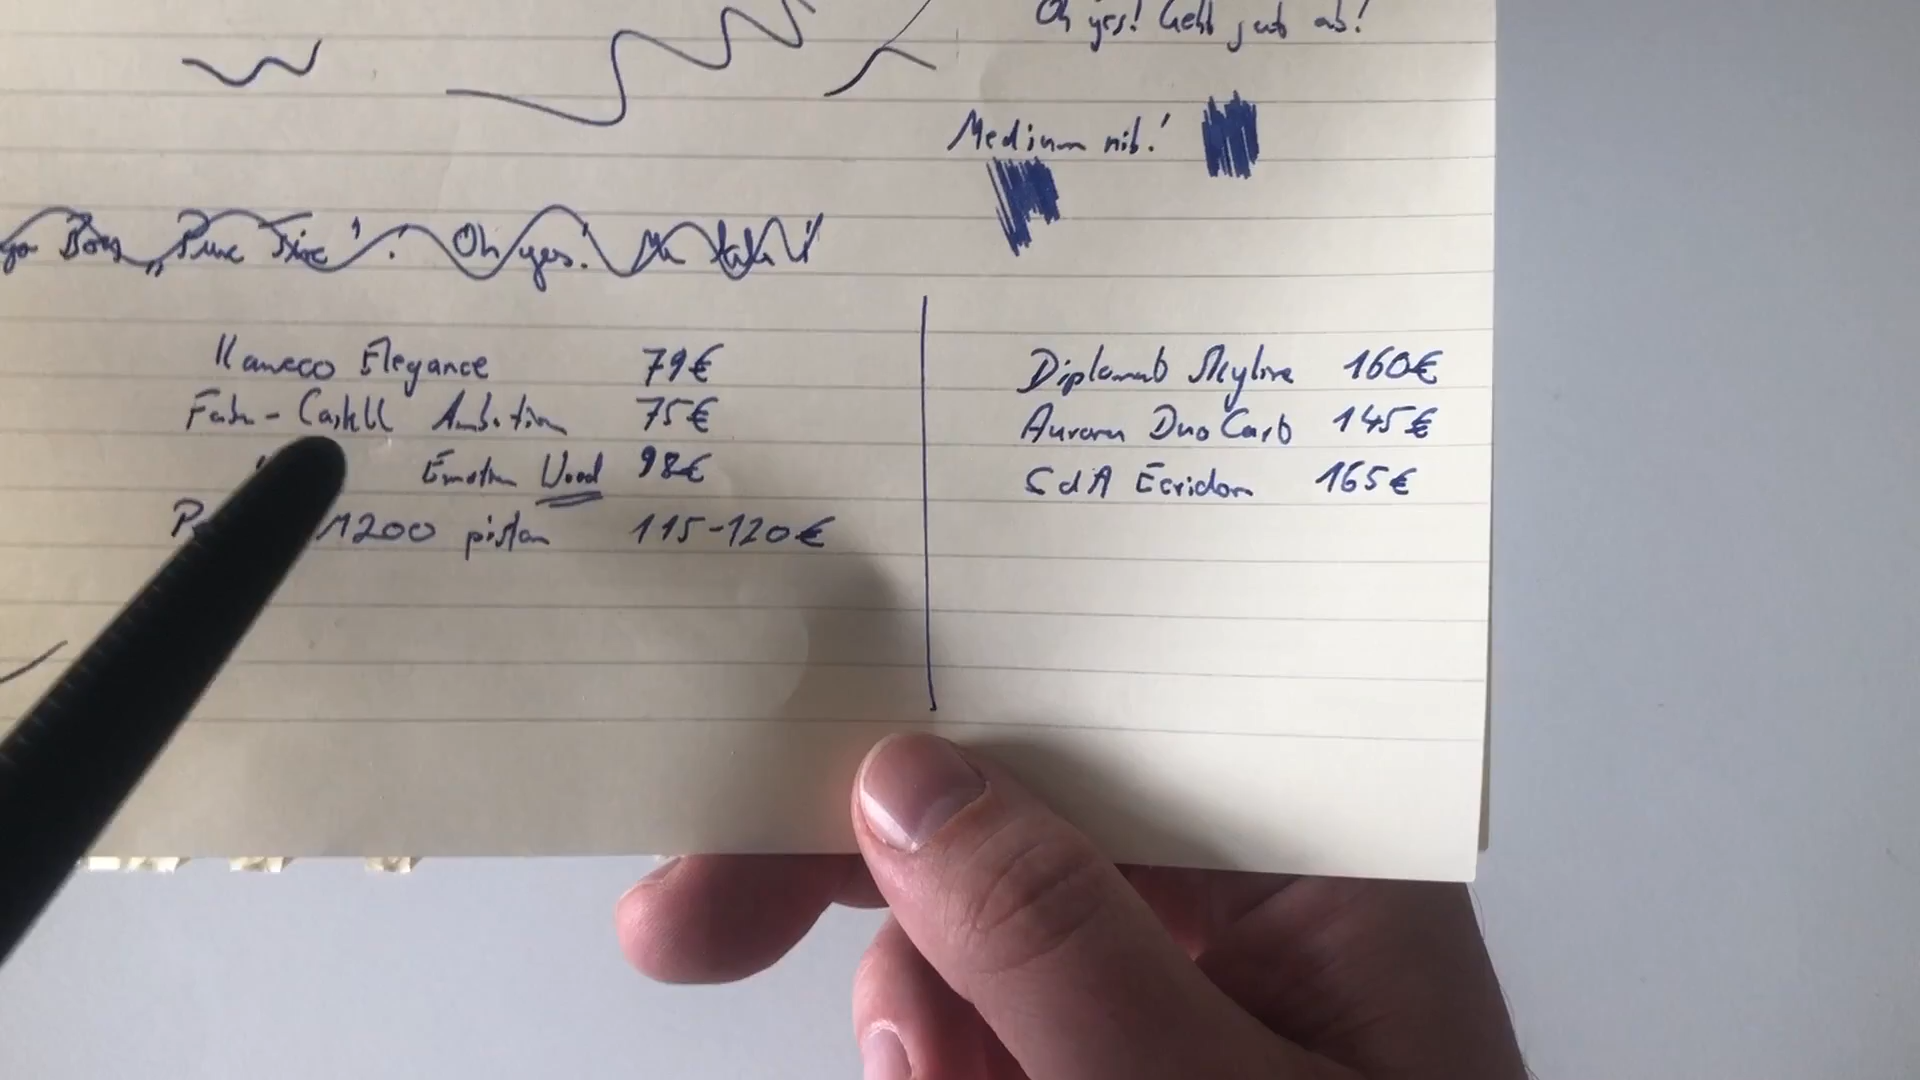 Oh yes! Geht gut ab!
Medium nib!
Oh yes!
Kaweco Elegance 79€
Faber-Castell Ambition 75€
" Emotion Wood 98€
M200 piston 115-120€
Diplomat Skyline 160€
Aurora Duo Cart 145€
CdA Ecridor 165€